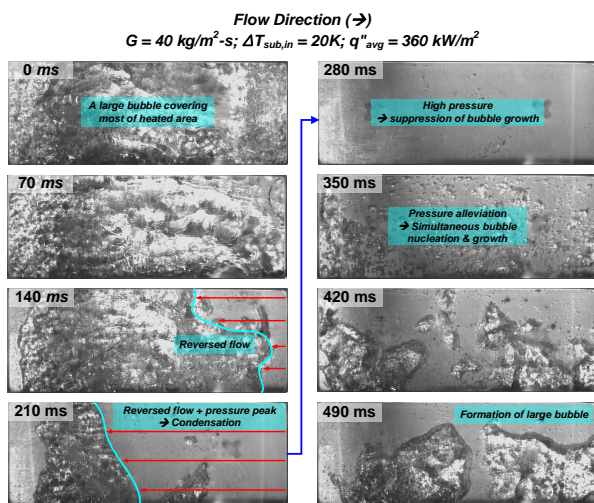 Flow Direction (→)
G = 40 kg/m²-s; ΔTsub,in = 20K; q"avg = 360 kW/m²
0 ms
A large bubble covering
most of heated area
70 ms
140 ms
Reversed flow
210 ms
Reversed flow + pressure peak
→ Condensation
280 ms
High pressure
→ suppression of bubble growth
350 ms
Pressure alleviation
→ Simultaneous bubble
nucleation & growth
420 ms
490 ms
Formation of large bubble